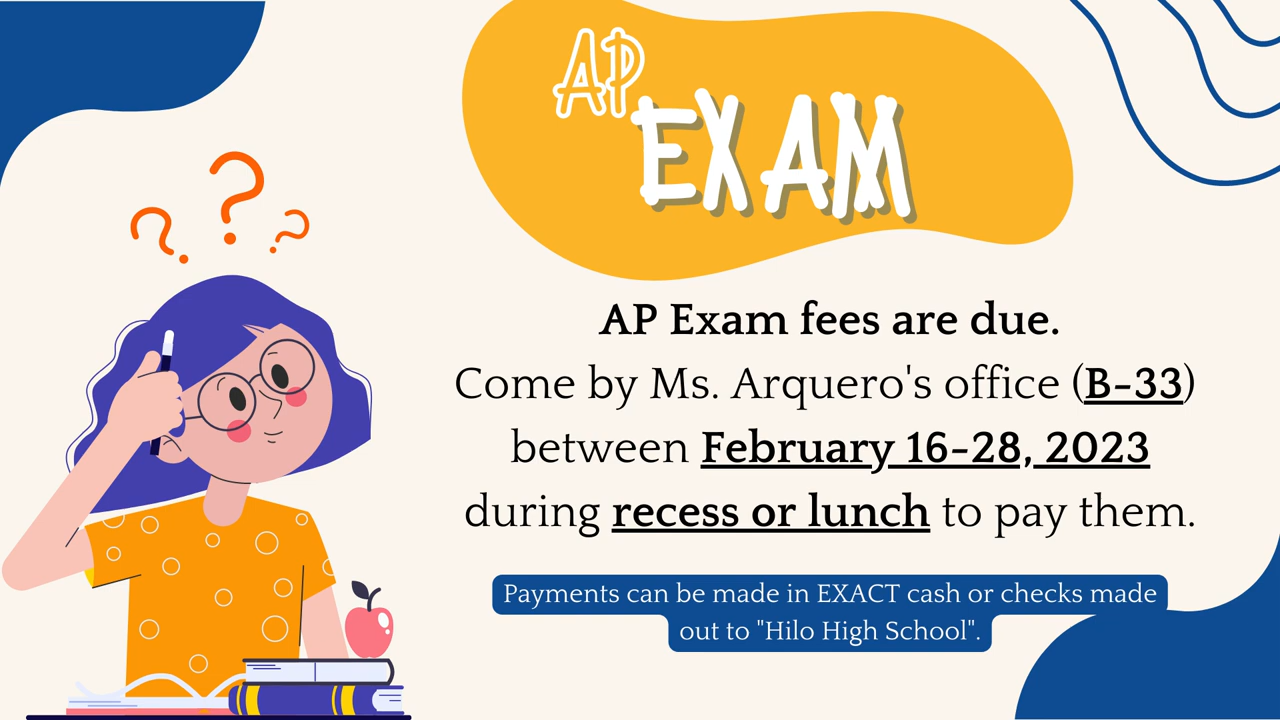 AP
EXAM
AP Exam fees are due.
Come by Ms. Arquero's office (B-33)
between February 16-28, 2023
during recess or lunch to pay them.
Payments can be made in EXACT cash or checks made
out to "Hilo High School".